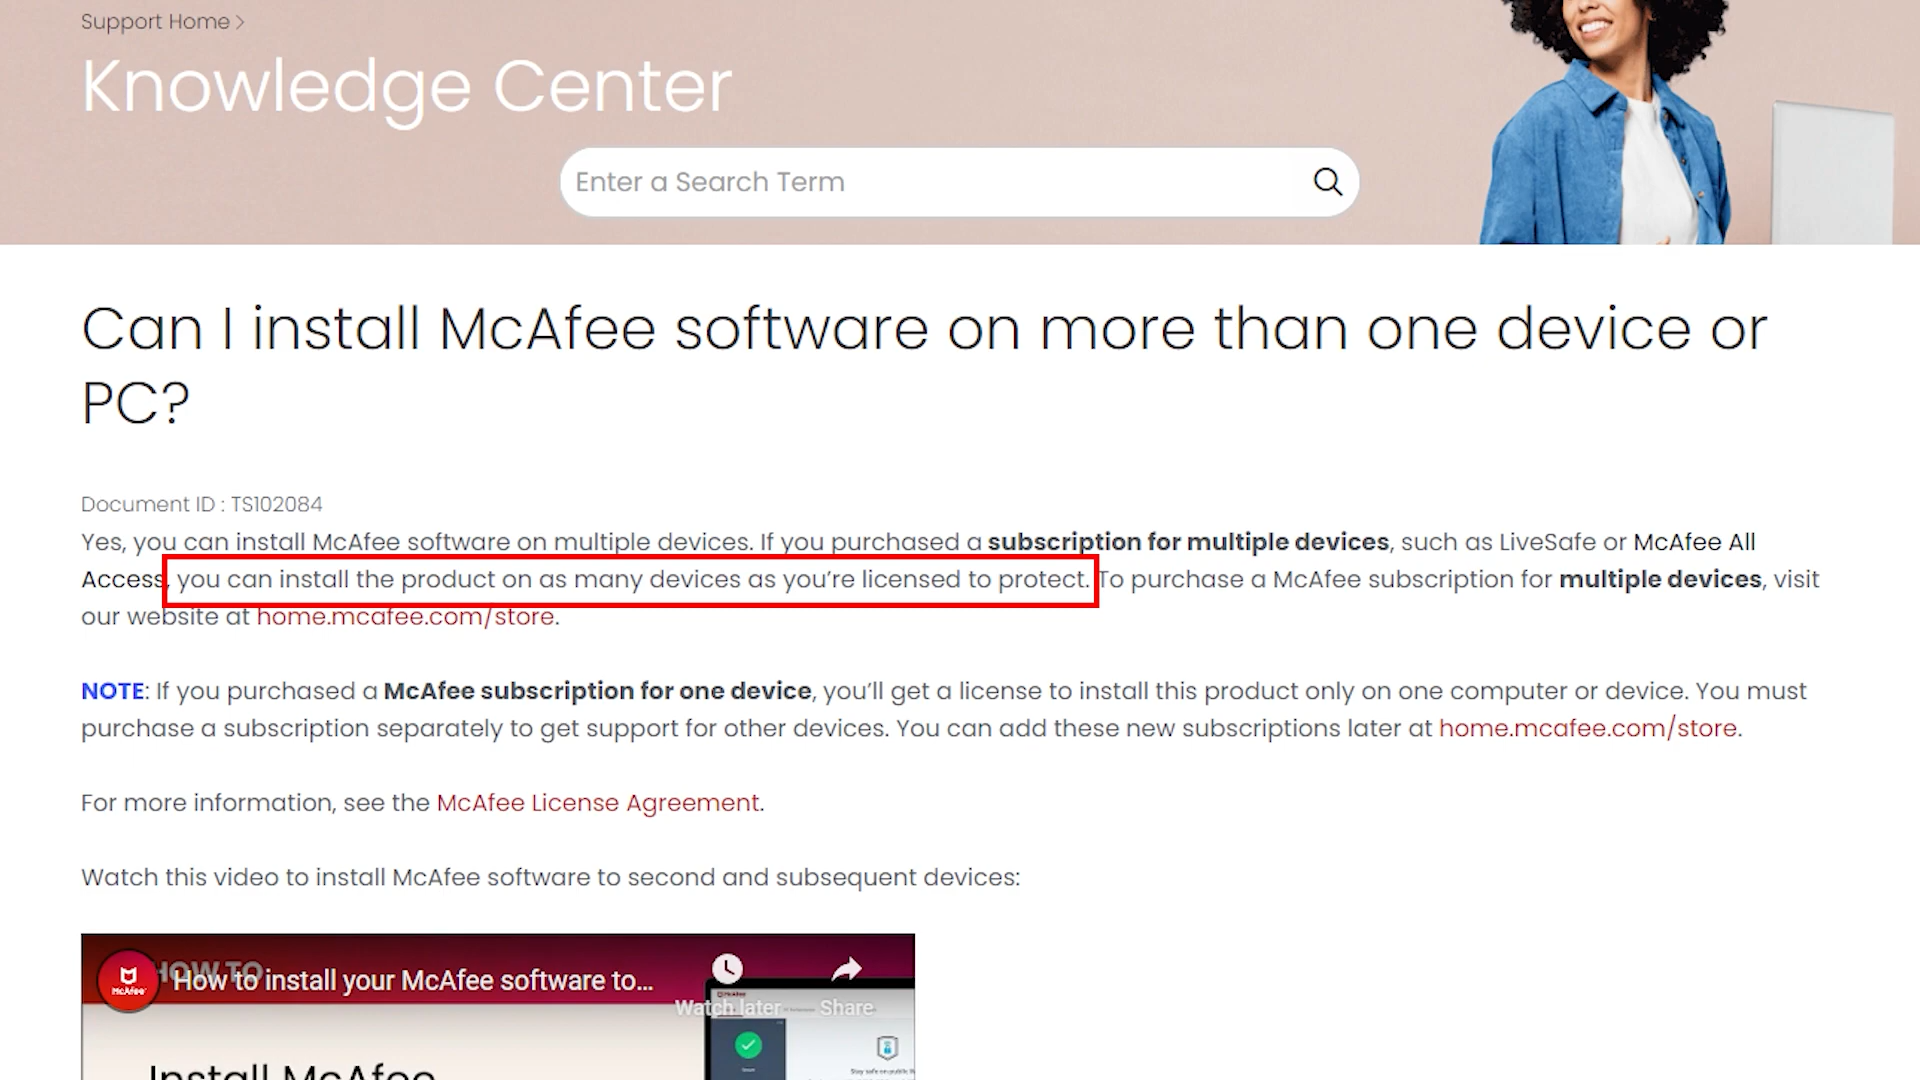 Support Home >
Knowledge Center
Enter a Search Term
Can I install McAfee software on more than one device or
PC?
Document ID : TS102084
Yes, you can install McAfee software on multiple devices. If you purchased a subscription for multiple devices, such as LiveSafe or McAfee All
Access, you can install the product on as many devices as you’re licensed to protect. To purchase a McAfee subscription for multiple devices, visit
our website at home.mcafee.com/store.
NOTE: If you purchased a McAfee subscription for one device, you’ll get a license to install this product only on one computer or device. You must
purchase a subscription separately to get support for other devices. You can add these new subscriptions later at home.mcafee.com/store.
For more information, see the McAfee License Agreement.
Watch this video to install McAfee software to second and subsequent devices:
HOW TO
McAfee
How to install your McAfee software to...
Watch later
Share
McAfee
Install McAfee